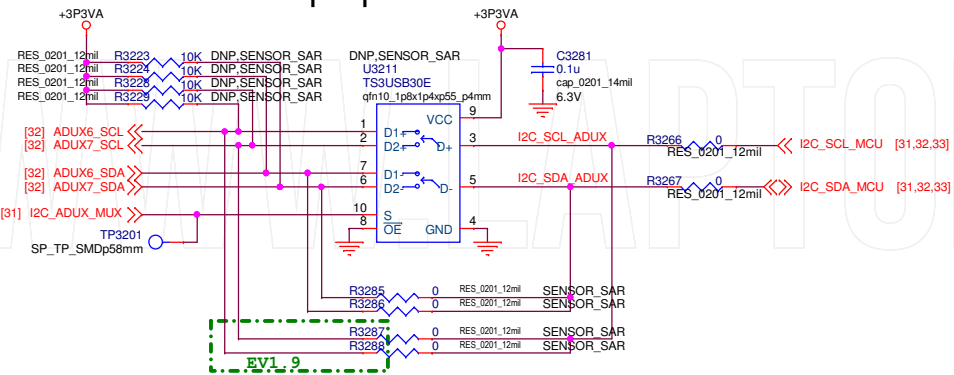 +3P3VA
+3P3VA
RES_0201_12mil R3223 10K DNP,SENSOR_SAR
RES_0201_12mil R3224 10K DNP,SENSOR_SAR
RES_0201_12mil R3228 10K DNP,SENSOR_SAR
RES_0201_12mil R3229 10K DNP,SENSOR_SAR
DNP,SENSOR_SAR
U3211
TS3USB30E
qfn10_1p8x1p4xp55_p4mm
C3281
0.1u
cap_0201_14mil
6.3V
VCC 9
[32] ADUX6_SCL 1 D1+
[32] ADUX7_SCL 2 D2+ D+ 3 I2C_SCL_ADUX R3266 0 I2C_SCL_MCU [31,32,33]
RES_0201_12mil
[32] ADUX6_SDA 7 D1-
[32] ADUX7_SDA 6 D2- D- 5 I2C_SDA_ADUX R3267 0 I2C_SDA_MCU [31,32,33]
RES_0201_12mil
[31] I2C_ADUX_MUX 10 S
8 OE GND 4
TP3201
SP_TP_SMDp58mm
R3285 0 RES_0201_12mil SENSOR_SAR
R3286 0 RES_0201_12mil SENSOR_SAR
R3287 0 RES_0201_12mil SENSOR_SAR
R3288 0 RES_0201_12mil SENSOR_SAR
EV1.9